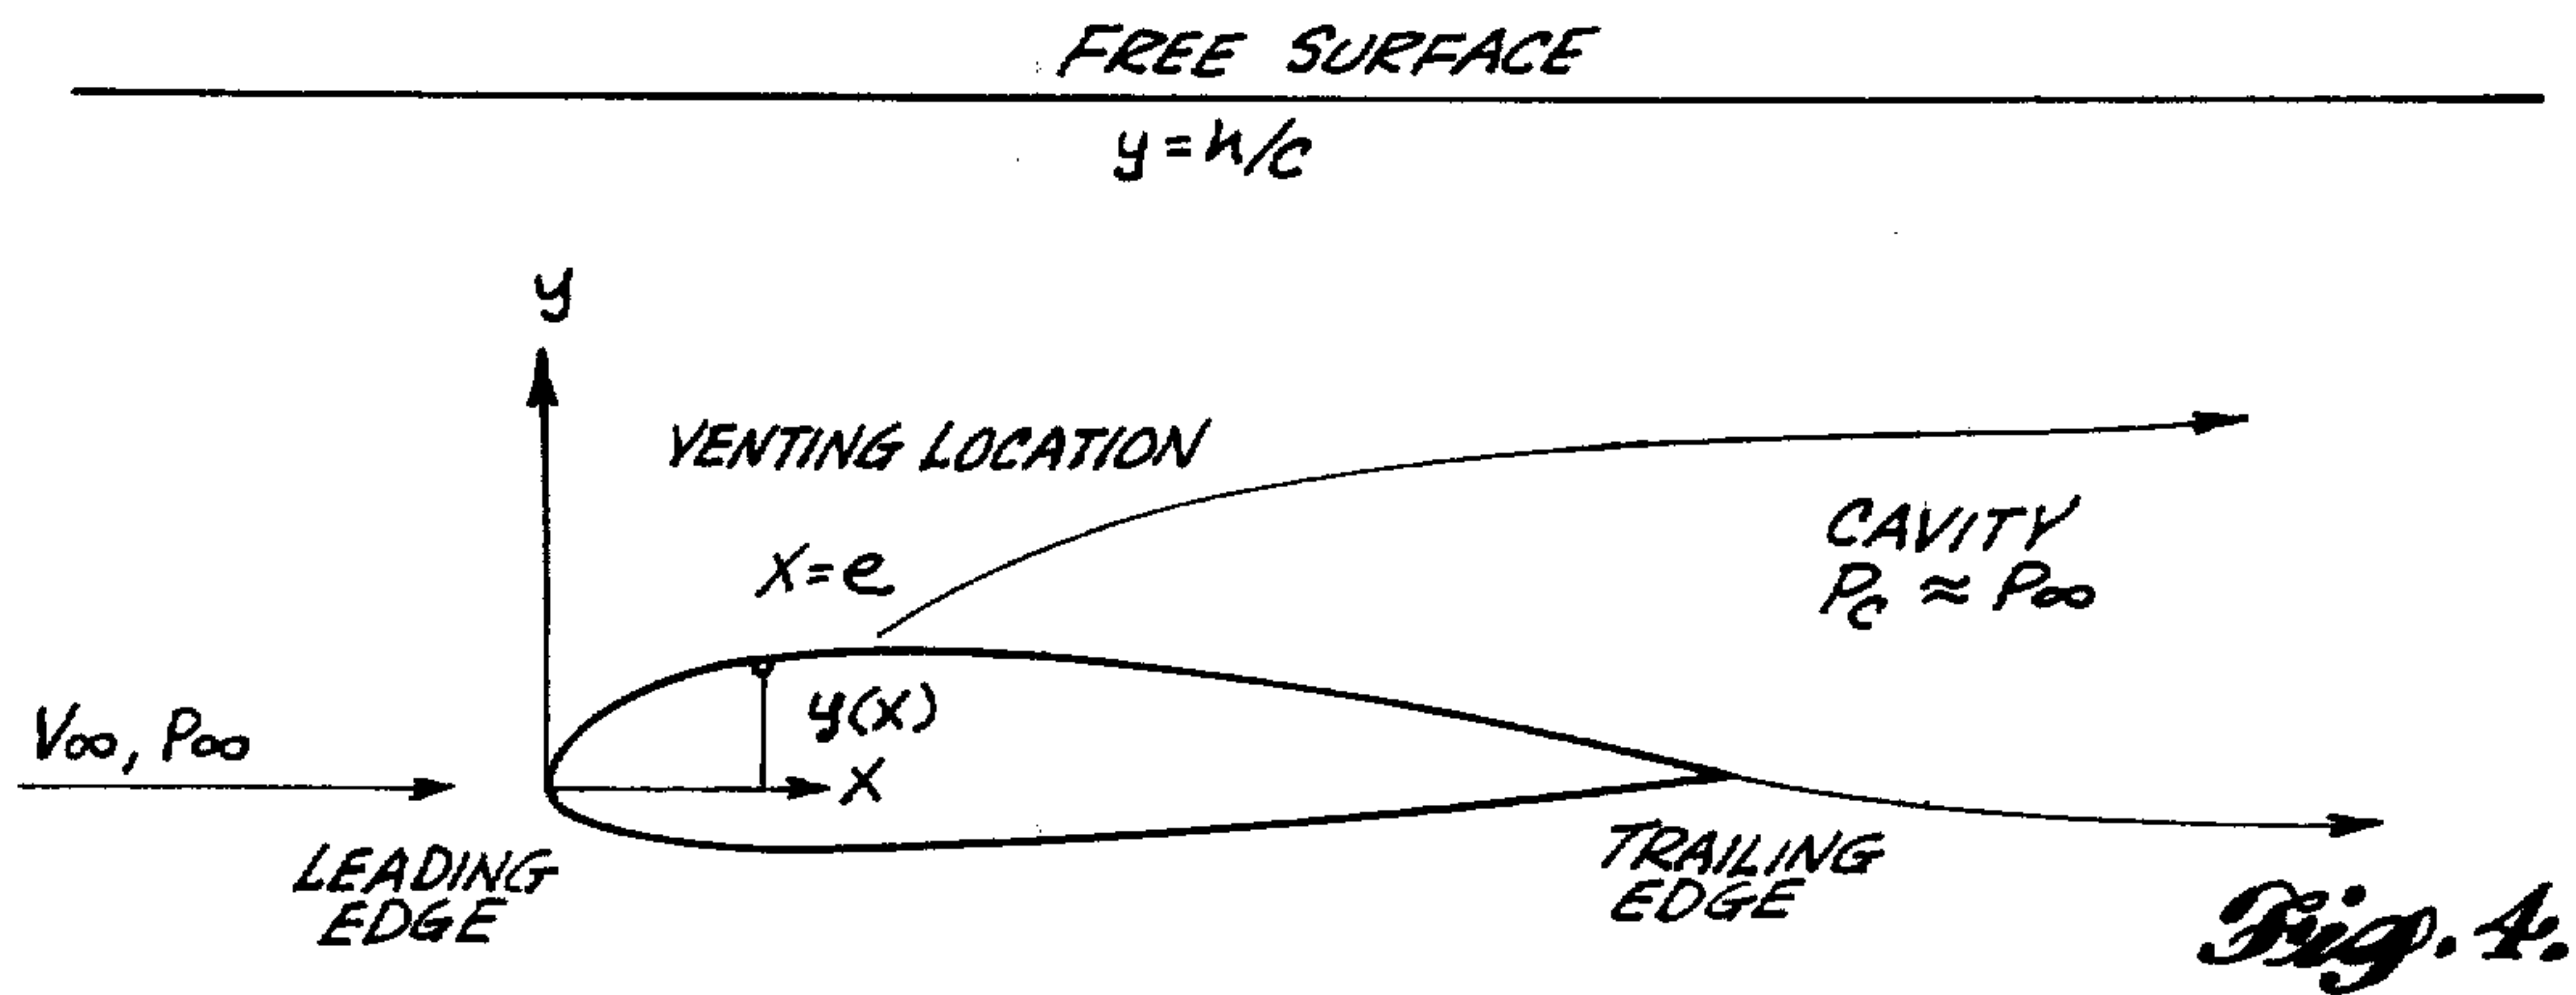 FREE SURFACE
y=h/c
y
VENTING LOCATION
x=e
CAVITY
Pc ≈ P∞
y(x)
V∞, P∞
x
LEADING
EDGE
TRAILING
EDGE
Fig. 4.